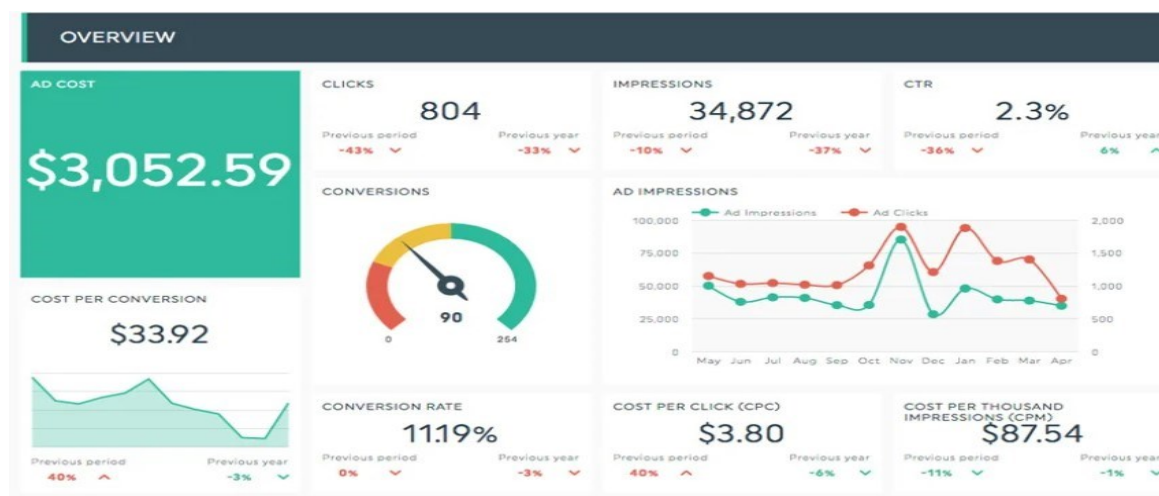 OVERVIEW
AD COST
$3,052.59
CLICKS
804
Previous period Previous year
-43% -33%
IMPRESSIONS
34,872
Previous period Previous year
-10% -37%
CTR
2.3%
Previous period Previous year
-36% 6%
COST PER CONVERSION
$33.92
Previous period Previous year
40% -3%
CONVERSIONS
90
0 254
AD IMPRESSIONS
Ad Impressions Ad Clicks
100,000 2,000
75,000 1,500
50,000 1,000
25,000 500
0 0
May Jun Jul Aug Sep Oct Nov Dec Jan Feb Mar Apr
CONVERSION RATE
11.19%
Previous period Previous year
0% -3%
COST PER CLICK (CPC)
$3.80
Previous period Previous year
40% -6%
COST PER THOUSAND
IMPRESSIONS (CPM)
$87.54
Previous period Previous year
-11% -1%